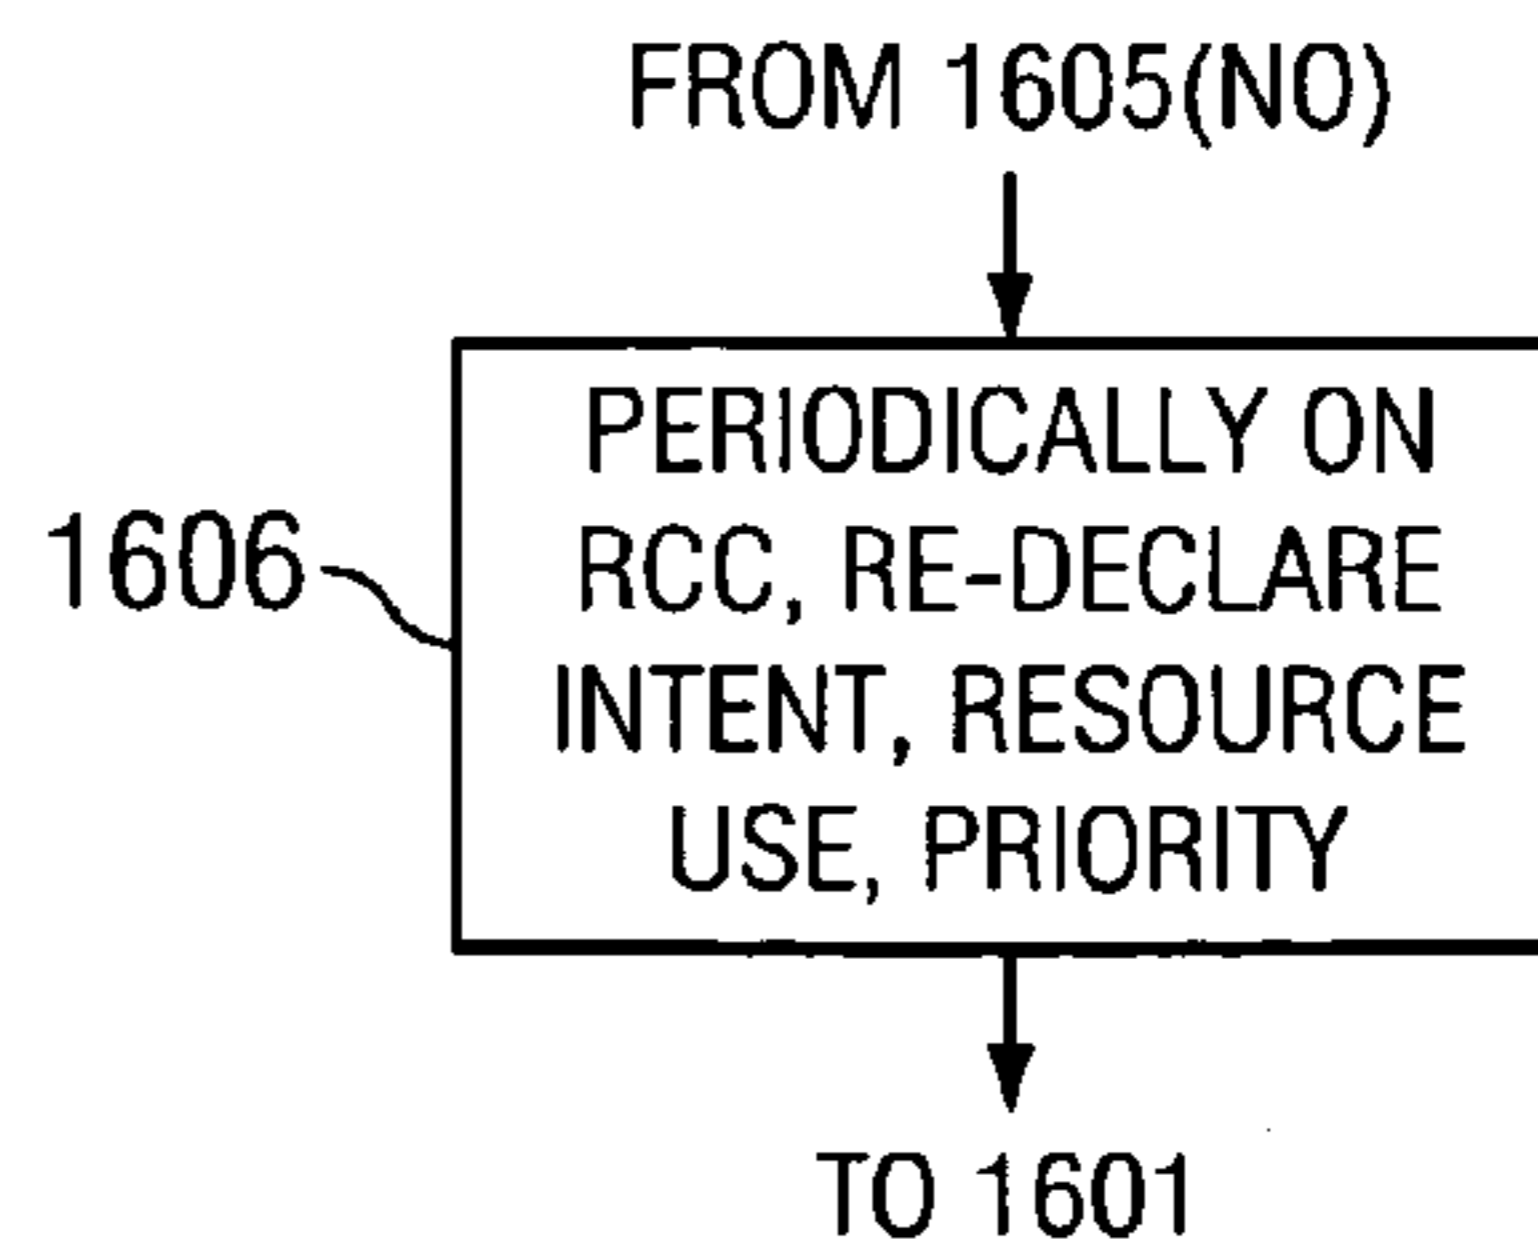 FROM 1605(NO)
PERIODICALLY ON
RCC, RE-DECLARE
1606
INTENT, RESOURCE
USE, PRIORITY
TO 1601